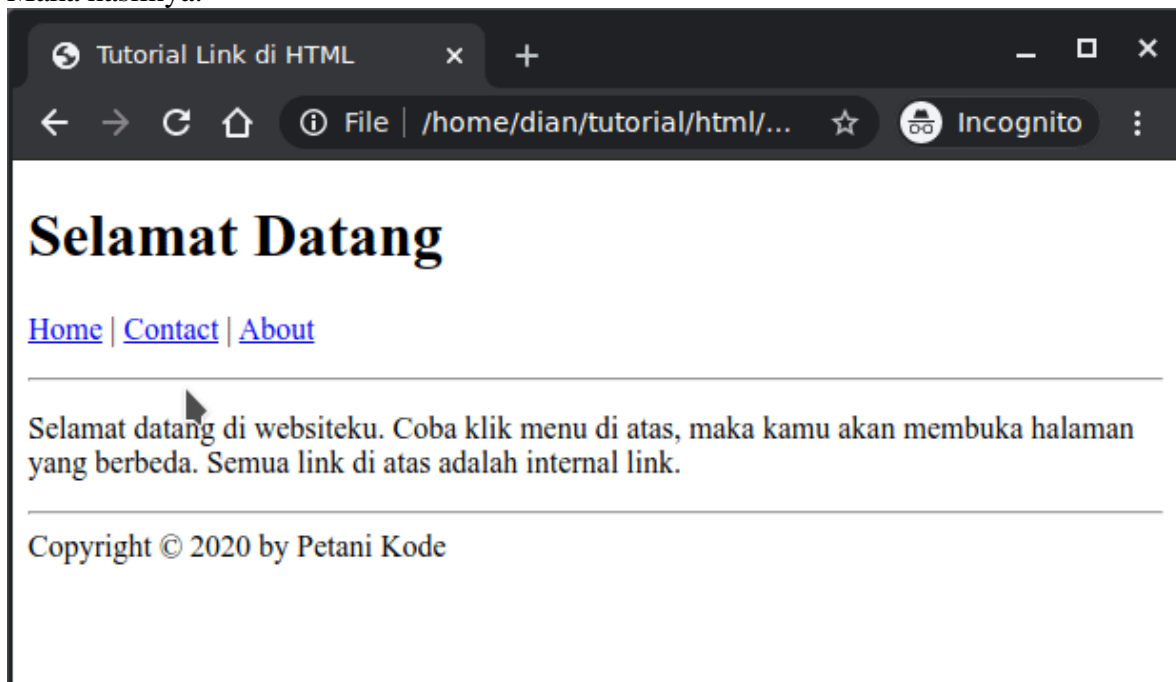 Tutorial Link di HTML
File | /home/dian/tutorial/html/...
Incognito
Selamat Datang
Home | Contact | About
Selamat datang di websiteku. Coba klik menu di atas, maka kamu akan membuka halaman
yang berbeda. Semua link di atas adalah internal link.
Copyright © 2020 by Petani Kode